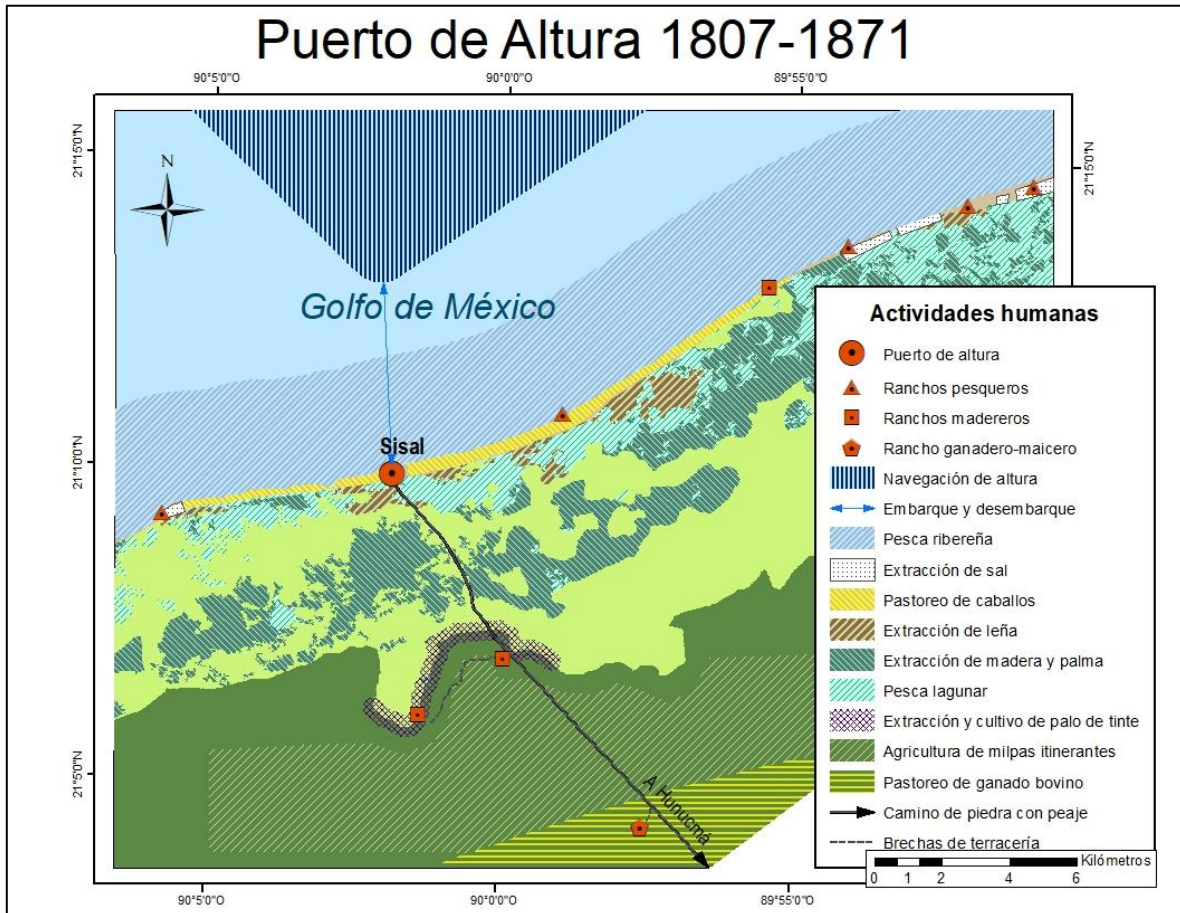 Puerto de Altura 1807-1871
90°5'0"O
90°0'0"O
89°55'0"O
21°15'0"N
21°15'0"N
N
Golfo de México
Sisal
21°10'0"N
A Hunucmá
21°5'0"N
Actividades humanas
Puerto de altura
Ranchos pesqueros
Ranchos madereros
Rancho ganadero-maicero
Navegación de altura
Embarque y desembarque
Pesca ribereña
Extracción de sal
Pastoreo de caballos
Extracción de leña
Extracción de madera y palma
Pesca lagunar
Extracción y cultivo de palo de tinte
Agricultura de milpas itinerantes
Pastoreo de ganado bovino
Camino de piedra con peaje
Brechas de terracería
Kilómetros
0 1 2 4 6
90°5'0"O
90°0'0"O
89°55'0"O